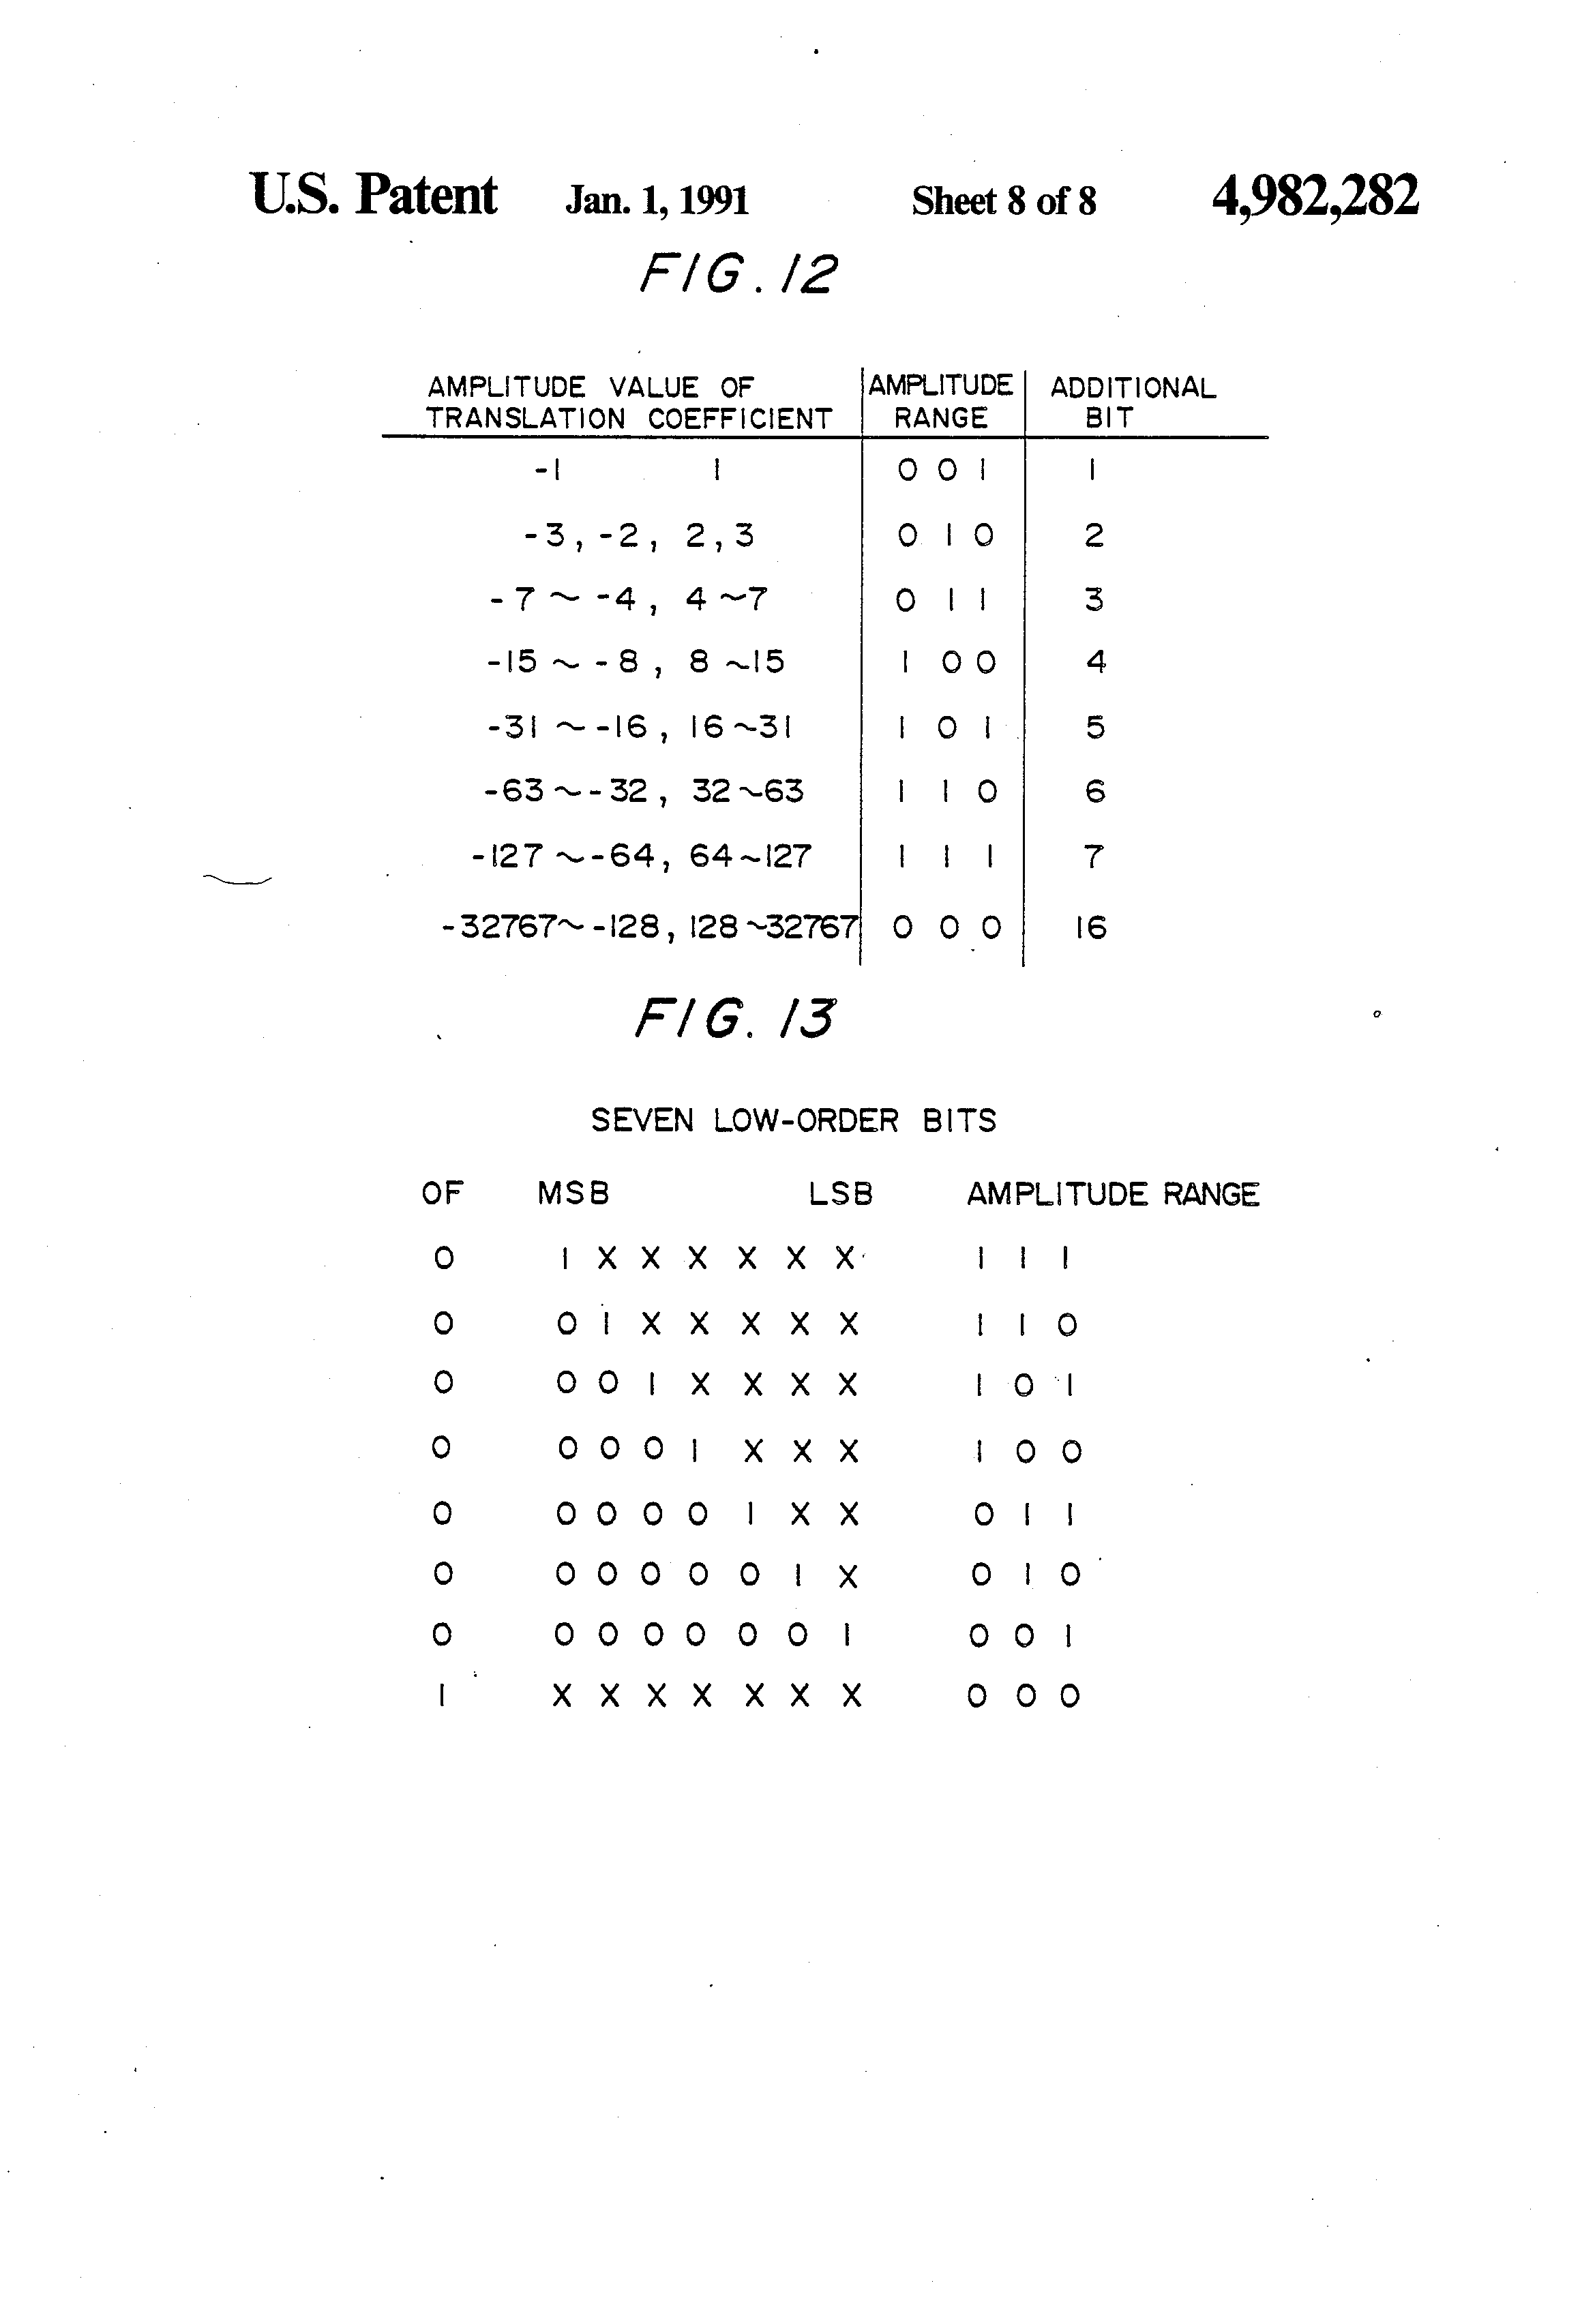 U.S. Patent Jan. 1, 1991 Sheet 8 of 8 4,982,282
FIG. 12
AMPLITUDE VALUE OF AMPLITUDE ADDITIONAL
TRANSLATION COEFFICIENT RANGE BIT
-1 1 0 0 1 1
-3, -2, 2, 3 0 1 0 2
-7 ~ -4, 4 ~7 0 1 1 3
-15 ~ -8, 8 ~15 1 0 0 4
-31 ~ -16, 16~31 1 0 1 5
-63 ~ -32, 32~63 1 1 0 6
-127 ~ -64, 64~127 1 1 1 7
-32767~ -128, 128~32767 0 0 0 16
FIG. 13
SEVEN LOW-ORDER BITS
OF MSB LSB AMPLITUDE RANGE
0 1 X X X X X X 1 1 1
0 0 1 X X X X X 1 1 0
0 0 0 1 X X X X 1 0 1
0 0 0 0 1 X X X 1 0 0
0 0 0 0 0 1 X X 0 1 1
0 0 0 0 0 0 1 X 0 1 0
0 0 0 0 0 0 0 1 0 0 1
1 X X X X X X X 0 0 0